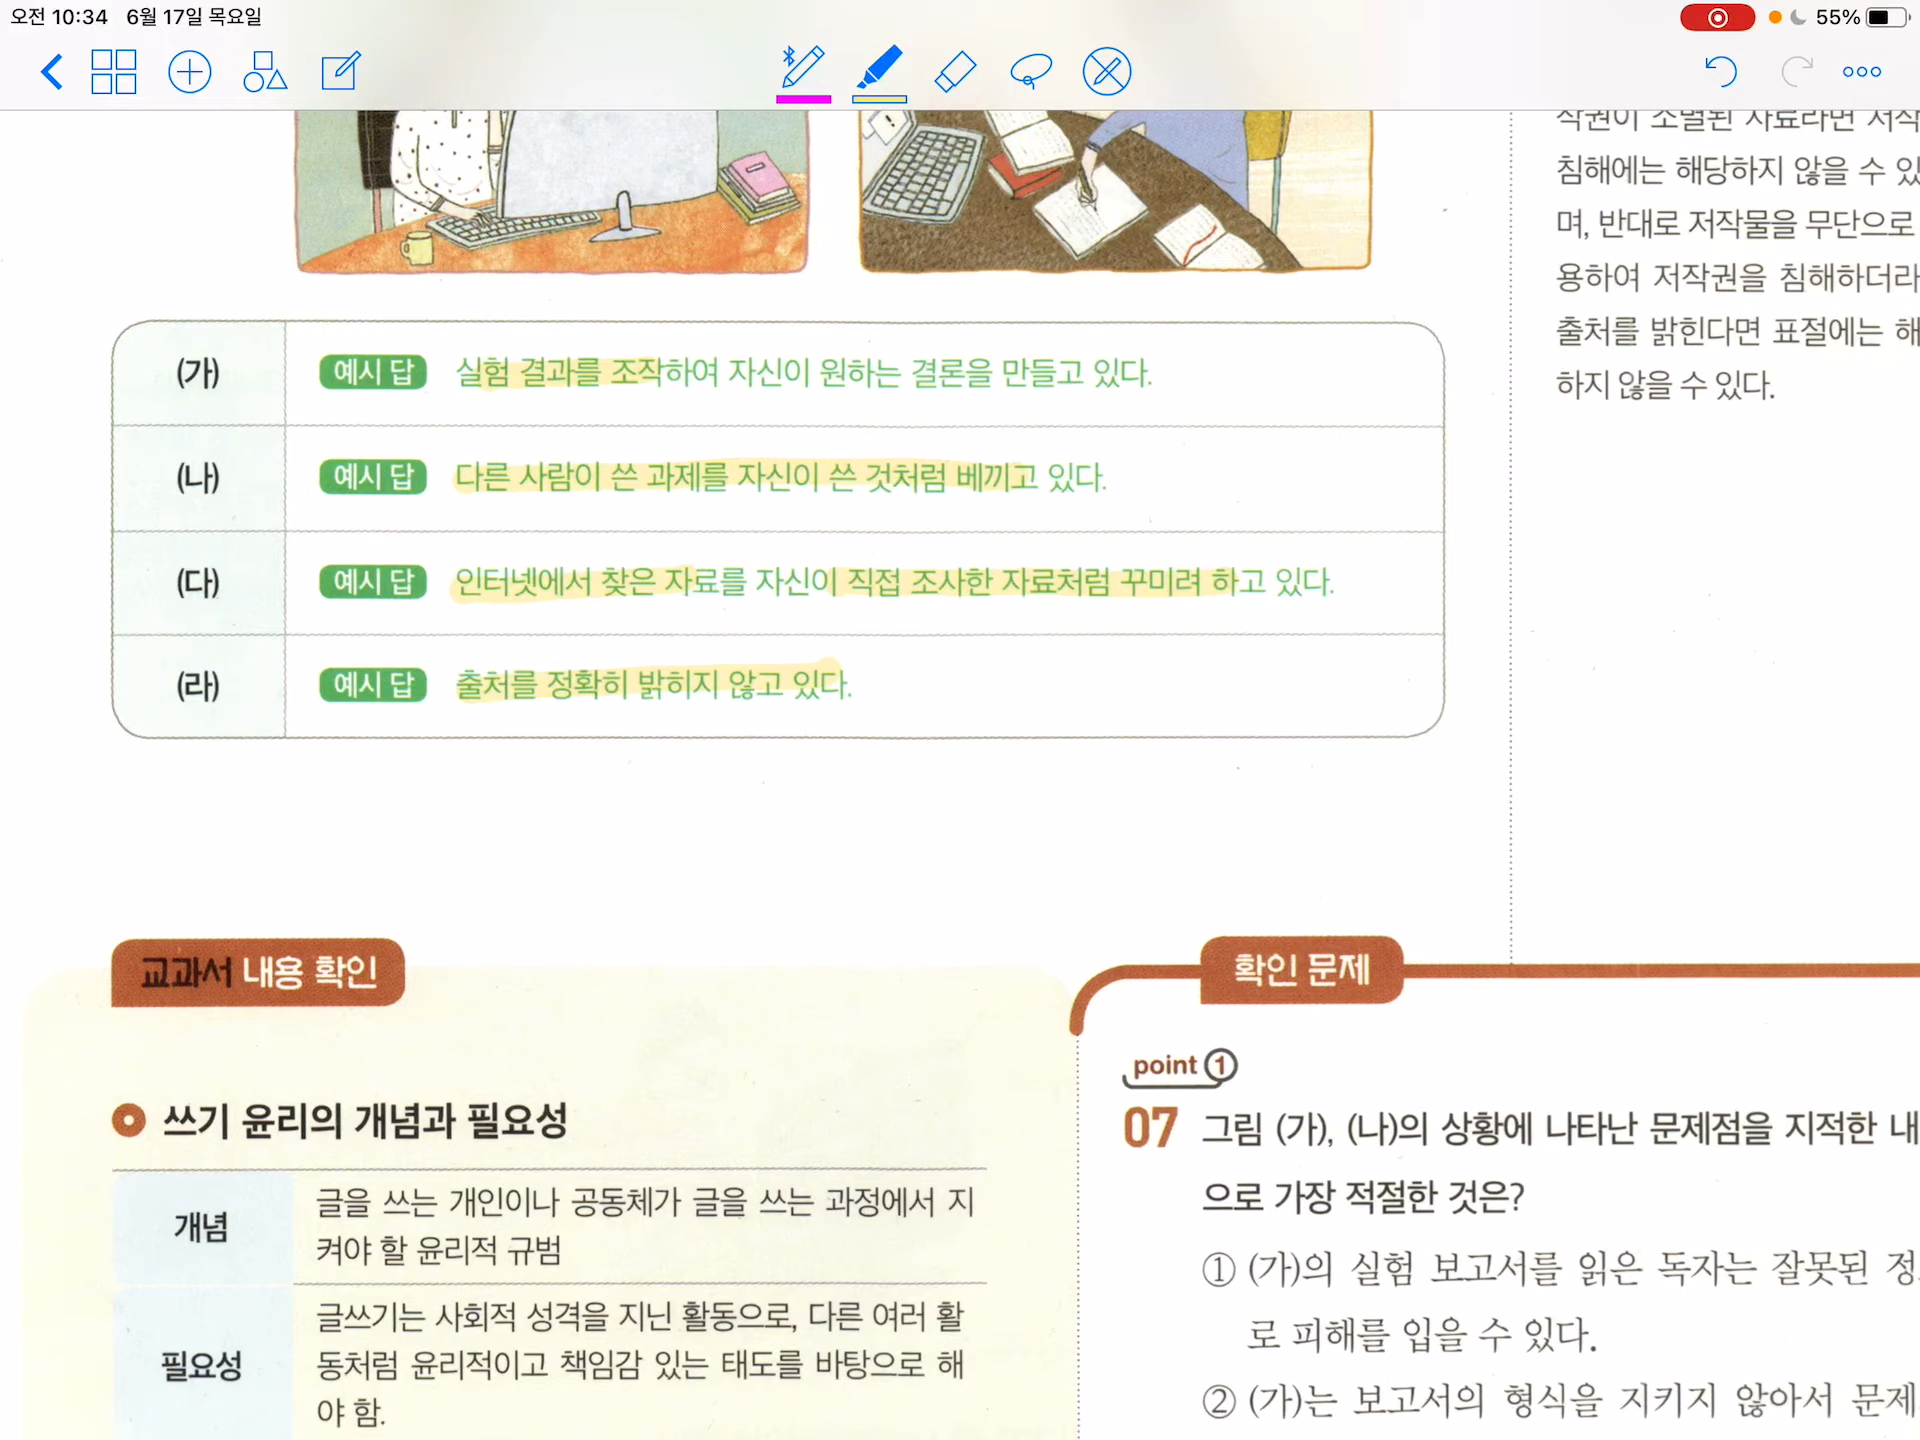 오전 10:34 6월 17일 목요일
55%
작권이 소멸된 자료라면 저작
침해에는 해당하지 않을 수 있
며, 반대로 저작물을 무단으로
용하여 저작권을 침해하더라
출처를 밝힌다면 표절에는 해
하지 않을 수 있다.
(가) 예시 답 실험 결과를 조작하여 자신이 원하는 결론을 만들고 있다.
(나) 예시 답 다른 사람이 쓴 과제를 자신이 쓴 것처럼 베끼고 있다.
(다) 예시 답 인터넷에서 찾은 자료를 자신이 직접 조사한 자료처럼 꾸미려 하고 있다.
(라) 예시 답 출처를 정확히 밝히지 않고 있다.
교과서 내용 확인
쓰기 윤리의 개념과 필요성
개념
글을 쓰는 개인이나 공동체가 글을 쓰는 과정에서 지
켜야 할 윤리적 규범
필요성
글쓰기는 사회적 성격을 지닌 활동으로, 다른 여러 활
동처럼 윤리적이고 책임감 있는 태도를 바탕으로 해
야 함.
확인 문제
point 1
07 그림 (가), (나)의 상황에 나타난 문제점을 지적한 내
으로 가장 적절한 것은?
① (가)의 실험 보고서를 읽은 독자는 잘못된 정
로 피해를 입을 수 있다.
② (가)는 보고서의 형식을 지키지 않아서 문제